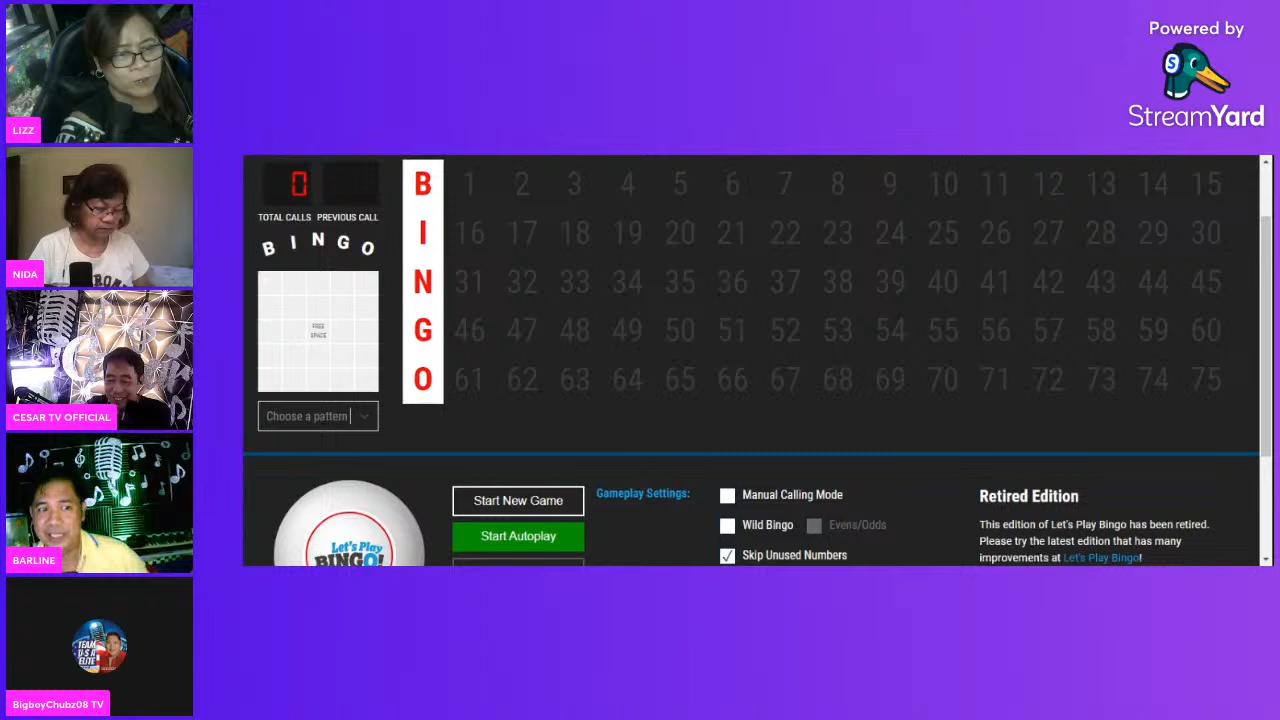 Powered by
StreamYard
LIZZ
NIDA
CESAR TV OFFICIAL
BARLINE
TEAM
U-S A
ELITE
BigboyChubz08 TV
0
TOTAL CALLS PREVIOUS CALL
B I N G O
FREE
SPACE
Choose a pattern
B 1 2 3 4 5 6 7 8 9 10 11 12 13 14 15
I 16 17 18 19 20 21 22 23 24 25 26 27 28 29 30
N 31 32 33 34 35 36 37 38 39 40 41 42 43 44 45
G 46 47 48 49 50 51 52 53 54 55 56 57 58 59 60
O 61 62 63 64 65 66 67 68 69 70 71 72 73 74 75
Let's Play
BINGO!
Start New Game
Start Autoplay
Gameplay Settings:
Manual Calling Mode
Wild Bingo Evens/Odds
Skip Unused Numbers
Retired Edition
This edition of Let's Play Bingo has been retired.
Please try the latest edition that has many
improvements at Let's Play Bingo!